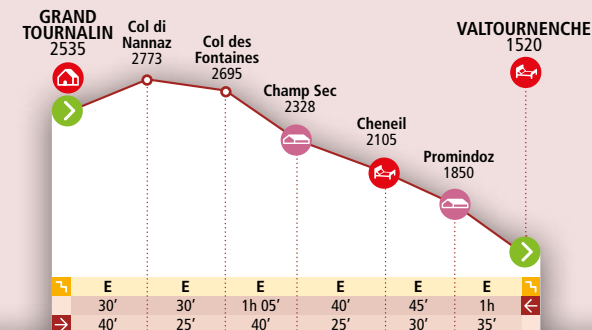 GRAND
TOURNALIN
2535
Col di
Nannaz
2773
Col des
Fontaines
2695
Champ Sec
2328
Cheneil
2105
Promindoz
1850
VALTOURNENCHE
1520
E E E E E E
30’ 30’ 1h 05’ 40’ 45’ 1h
40’ 25’ 40’ 25’ 30’ 35’